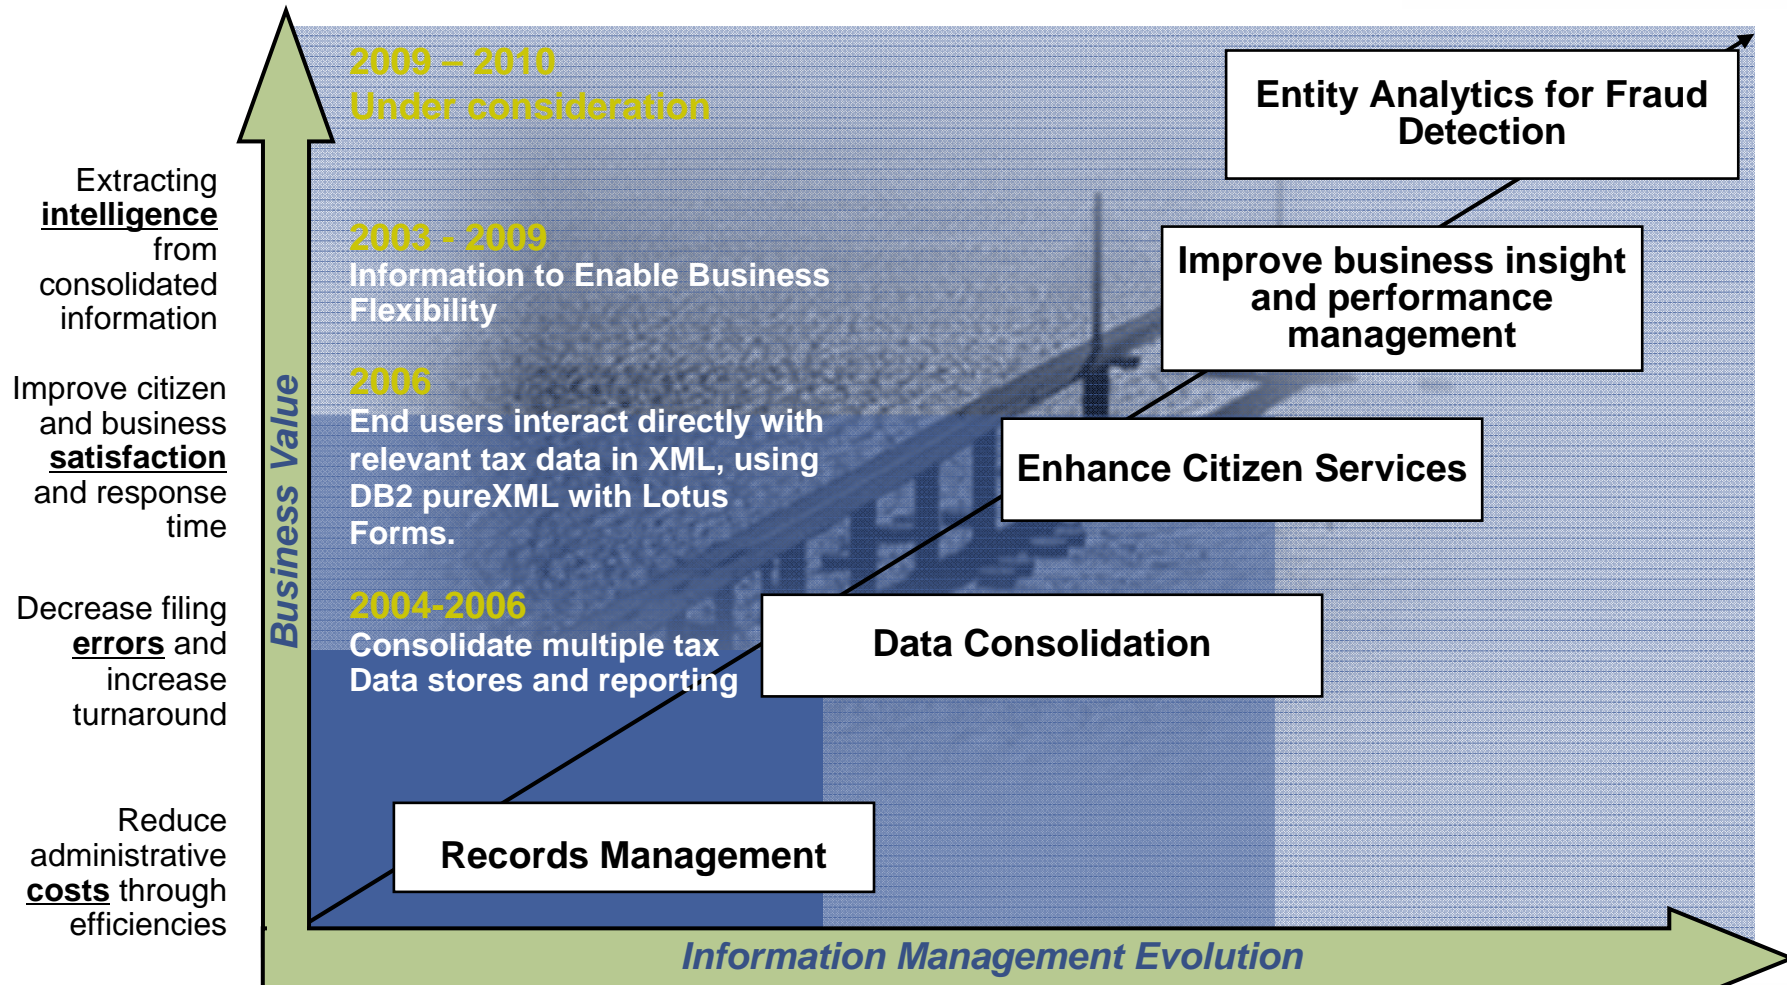 2009 – 2010
Under consideration
Entity Analytics for Fraud
Detection
Extracting
intelligence
from
consolidated
information
2003 - 2009
Information to Enable Business
Flexibility
Improve business insight
and performance
management
Improve citizen
and business
satisfaction
and response
time
2006
End users interact directly with
relevant tax data in XML, using
DB2 pureXML with Lotus
Forms.
Enhance Citizen Services
Business Value
Decrease filing
errors and
increase
turnaround
2004-2006
Consolidate multiple tax
Data stores and reporting
Data Consolidation
Reduce
administrative
costs through
efficiencies
Records Management
Information Management Evolution